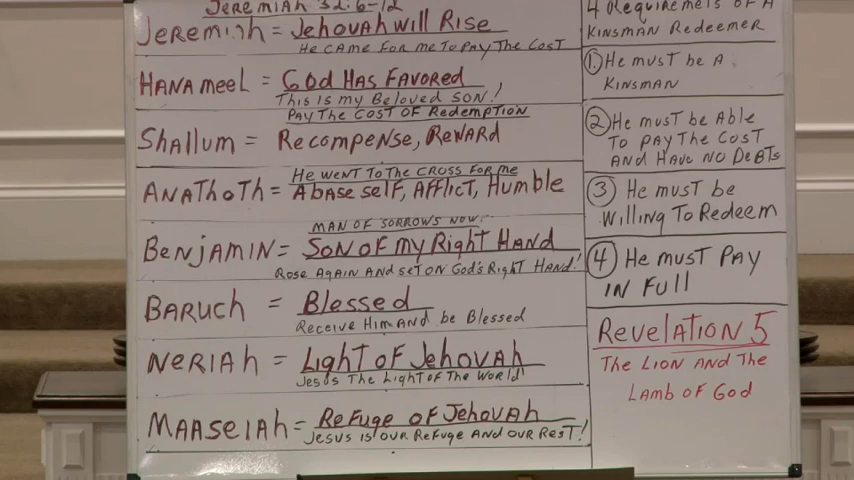 JEREMIAH 32:6-12
JEREMIAH = JEHOVAH WILL RISE
HE CAME FOR ME TO PAY THE COST
HANAMEEL = GOD HAS FAVORED
THIS IS MY BELOVED SON!
PAY THE COST OF REDEMPTION
SHALLUM = RECOMPENSE, REWARD
HE WENT TO THE CROSS FOR ME
ANATHOTH = ABASE SELF, AFFLICT, HUMBLE
MAN OF SORROWS NOW:
BENJAMIN = SON OF MY RIGHT HAND
ROSE AGAIN AND SET ON GOD'S RIGHT HAND!
BARUCH = BLESSED
RECEIVE HIM AND be BLESSED
NERIAH = LIGHT OF JEHOVAH
JESUS THE LIGHT OF THE WORLD
MAASEIAH = REFUGE OF JEHOVAH
JESUS IS OUR REFUGE AND OUR REST!
4 REQUIREMETS OF A
KINSMAN REDEEMER
1. HE MUST BE A
KINSMAN
2 HE MUST BE ABLE
TO PAY THE COST
AND HAVE NO DEBTS
3 HE MUST BE
WILLING TO REDEEM
4 HE MUST PAY
IN FULL
REVELATION 5
THE LION AND THE
LAMB OF GOD